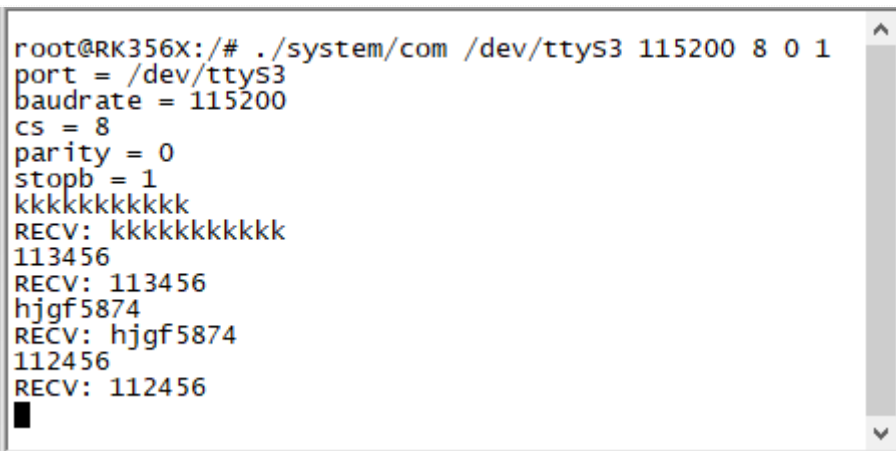 root@RK356X:/# ./system/com /dev/ttyS3 115200 8 0 1
port = /dev/ttyS3
baudrate = 115200
cs = 8
parity = 0
stopb = 1
kkkkkkkkkkk
RECV: kkkkkkkkkkk
113456
RECV: 113456
hjgf5874
RECV: hjgf5874
112456
RECV: 112456